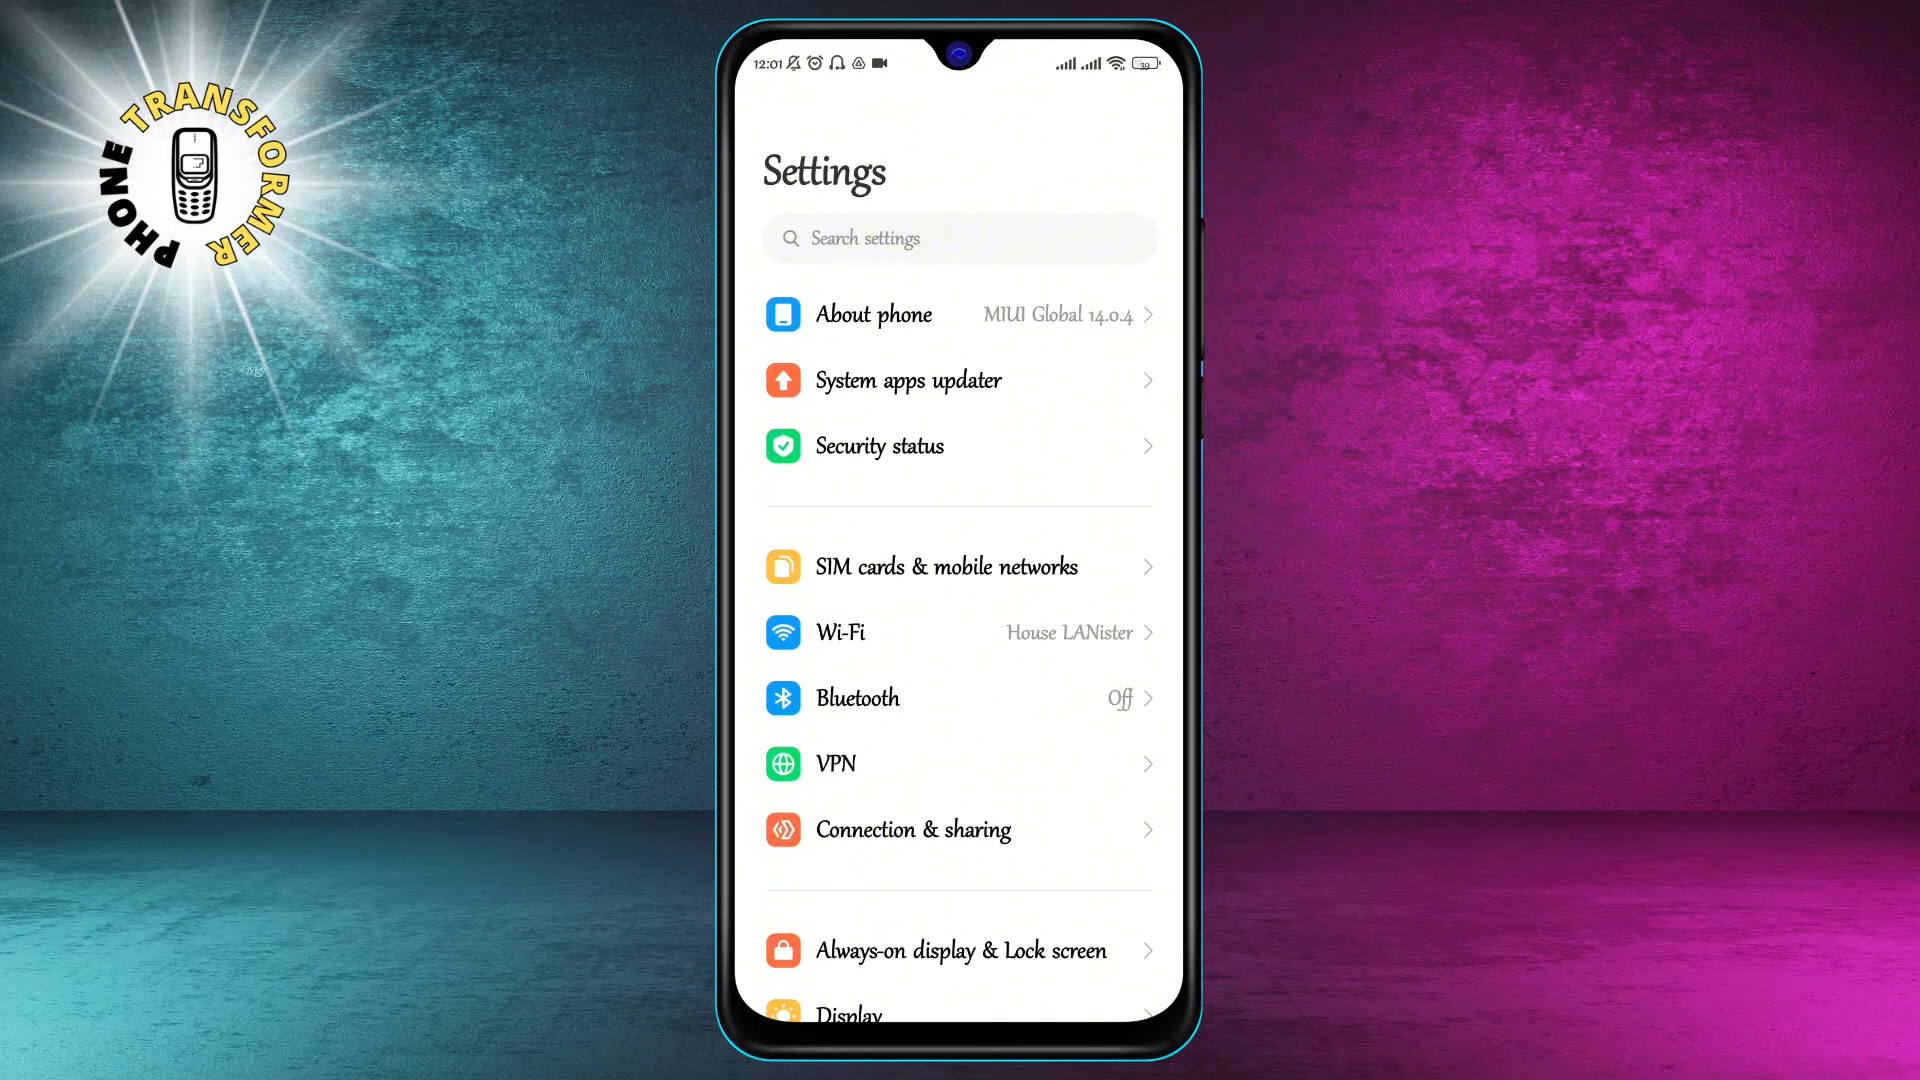 PHONE TRANSFORMER
12:01
39
Settings
Search settings
About phone
MIUI Global 14.0.4
System apps updater
Security status
SIM cards & mobile networks
Wi-Fi
House LANister
Bluetooth
Off
VPN
Connection & sharing
Always-on display & Lock screen
Display